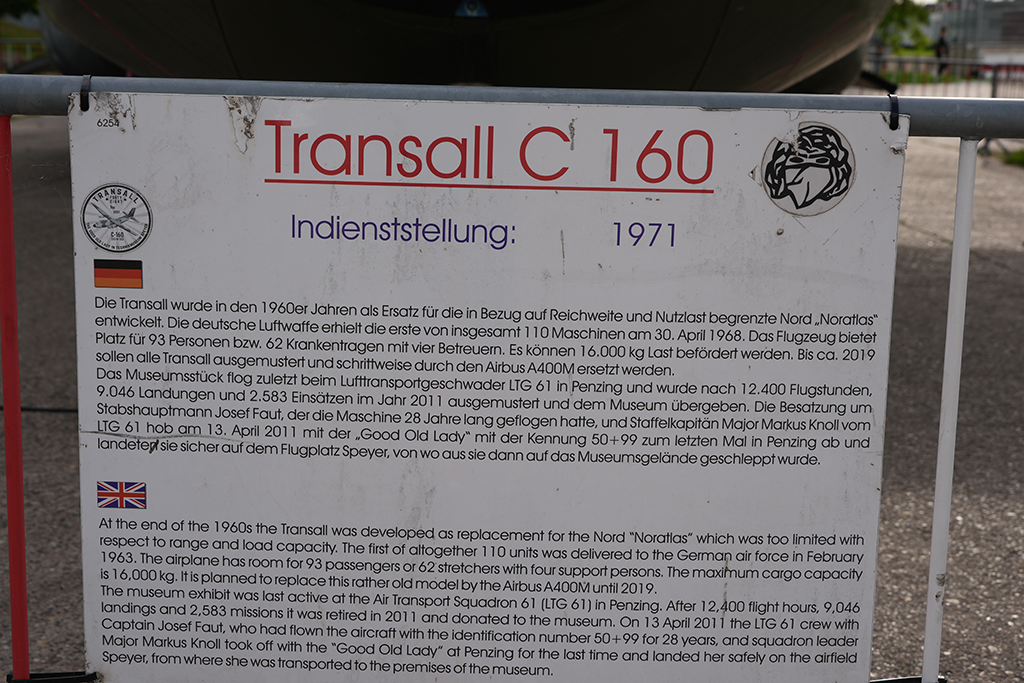 6254
Transall C 160
TRANSALL
C-160
Indienststellung: 1971
Die Transall wurde in den 1960er Jahren als Ersatz für die in Bezug auf Reichweite und Nutzlast begrenzte Nord „Noratlas“
entwickelt. Die deutsche Luftwaffe erhielt die erste von insgesamt 110 Maschinen am 30. April 1968. Das Flugzeug bietet
Platz für 93 Personen bzw. 62 Krankentragen mit vier Betreuern. Es können 16.000 kg Last befördert werden. Bis ca. 2019
sollen alle Transall ausgemustert und schrittweise durch den Airbus A400M ersetzt werden.
Das Museumsstück flog zuletzt beim Lufttransportgeschwader LTG 61 in Penzing und wurde nach 12.400 Flugstunden,
9.046 Landungen und 2.583 Einsätzen im Jahr 2011 ausgemustert und dem Museum übergeben. Die Besatzung um
Stabshauptmann Josef Faut, der die Maschine 28 Jahre lang geflogen hatte, und Staffelkapitän Major Markus Knoll vom
LTG 61 hob am 13. April 2011 mit der „Good Old Lady“ mit der Kennung 50+99 zum letzten Mal in Penzing ab und
landeten sie sicher auf dem Flugplatz Speyer, von wo aus sie dann auf das Museumsgelände geschleppt wurde.
At the end of the 1960s the Transall was developed as replacement for the Nord "Noratlas" which was too limited with
respect to range and load capacity. The first of altogether 110 units was delivered to the German air force in February
1963. The airplane has room for 93 passengers or 62 stretchers with four support persons. The maximum cargo capacity
is 16,000 kg. It is planned to replace this rather old model by the Airbus A400M until 2019.
The museum exhibit was last active at the Air Transport Squadron 61 (LTG 61) in Penzing. After 12,400 flight hours, 9,046
landings and 2,583 missions it was retired in 2011 and donated to the museum. On 13 April 2011 the LTG 61 crew with
Captain Josef Faut, who had flown the aircraft with the identification number 50+99 for 28 years, and squadron leader
Major Markus Knoll took off with the "Good Old Lady" at Penzing for the last time and landed her safely on the airfield
Speyer, from where she was transported to the premises of the museum.